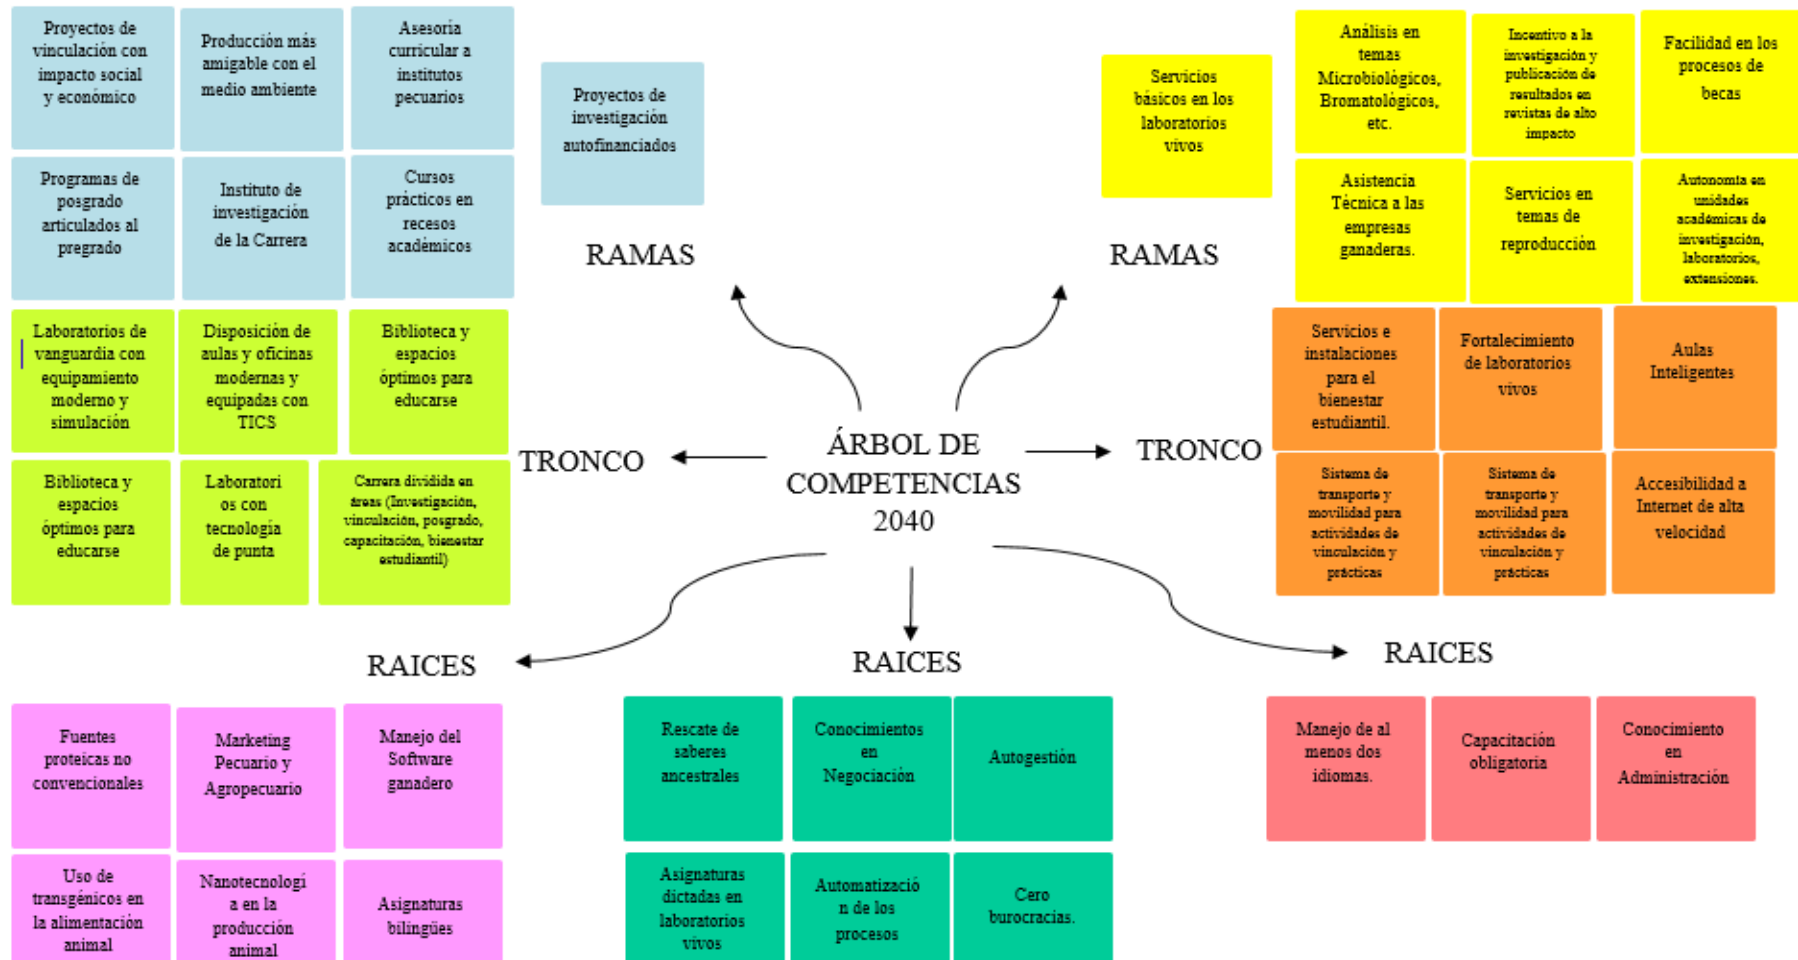 Proyectos de
vinculación con
impacto social
y económico
Producción más
amigable con el
medio ambiente
Asesoría
curricular a
institutos
pecuarios
Proyectos de
investigación
autofinanciados
Programas de
posgrado
articulados al
pregrado
Instituto de
investigación
de la Carrera
Cursos
prácticos en
recesos
académicos
RAMAS
Servicios
básicos en los
laboratorios
vivos
Análisis en
temas
Microbiológicos,
Bromatológicos,
etc.
Incentivo a la
investigación y
publicación de
resultados en
revistas de alto
impacto
Facilidad en los
procesos de
becas
Asistencia
Técnica a las
empresas
ganaderas.
Servicios en
temas de
reproducción
Autonomía en
unidades
académicas de
investigación,
laboratorios,
extensiones.
RAMAS
Laboratorios de
vanguardia con
equipamiento
moderno y
simulación
Disposición de
aulas y oficinas
modernas y
equipadas con
TICS
Biblioteca y
espacios
óptimos para
educarse
Biblioteca y
espacios
óptimos para
educarse
Laboratori
os con
tecnología
de punta
Carrera dividida en
áreas (Investigación,
vinculación, posgrado,
capacitación, bienestar
estudiantil)
TRONCO
ÁRBOL DE
COMPETENCIAS
2040
TRONCO
Servicios e
instalaciones
para el
bienestar
estudiantil.
Fortalecimiento
de laboratorios
vivos
Aulas
Inteligentes
Sistema de
transporte y
movilidad para
actividades de
vinculación y
prácticas
Sistema de
transporte y
movilidad para
actividades de
vinculación y
prácticas
Accesibilidad a
Internet de alta
velocidad
RAICES
Fuentes
proteicas no
convencionales
Marketing
Pecuario y
Agropecuario
Manejo del
Software
ganadero
Uso de
transgénicos en
la alimentación
animal
Nanotecnologí
a en la
producción
animal
Asignaturas
bilingües
RAICES
Rescate de
saberes
ancestrales
Conocimientos
en
Negociación
Autogestión
Asignaturas
dictadas en
laboratorios
vivos
Automatizació
n de los
procesos
Cero
burocracias.
RAICES
Manejo de al
menos dos
idiomas.
Capacitación
obligatoria
Conocimiento
en
Administración